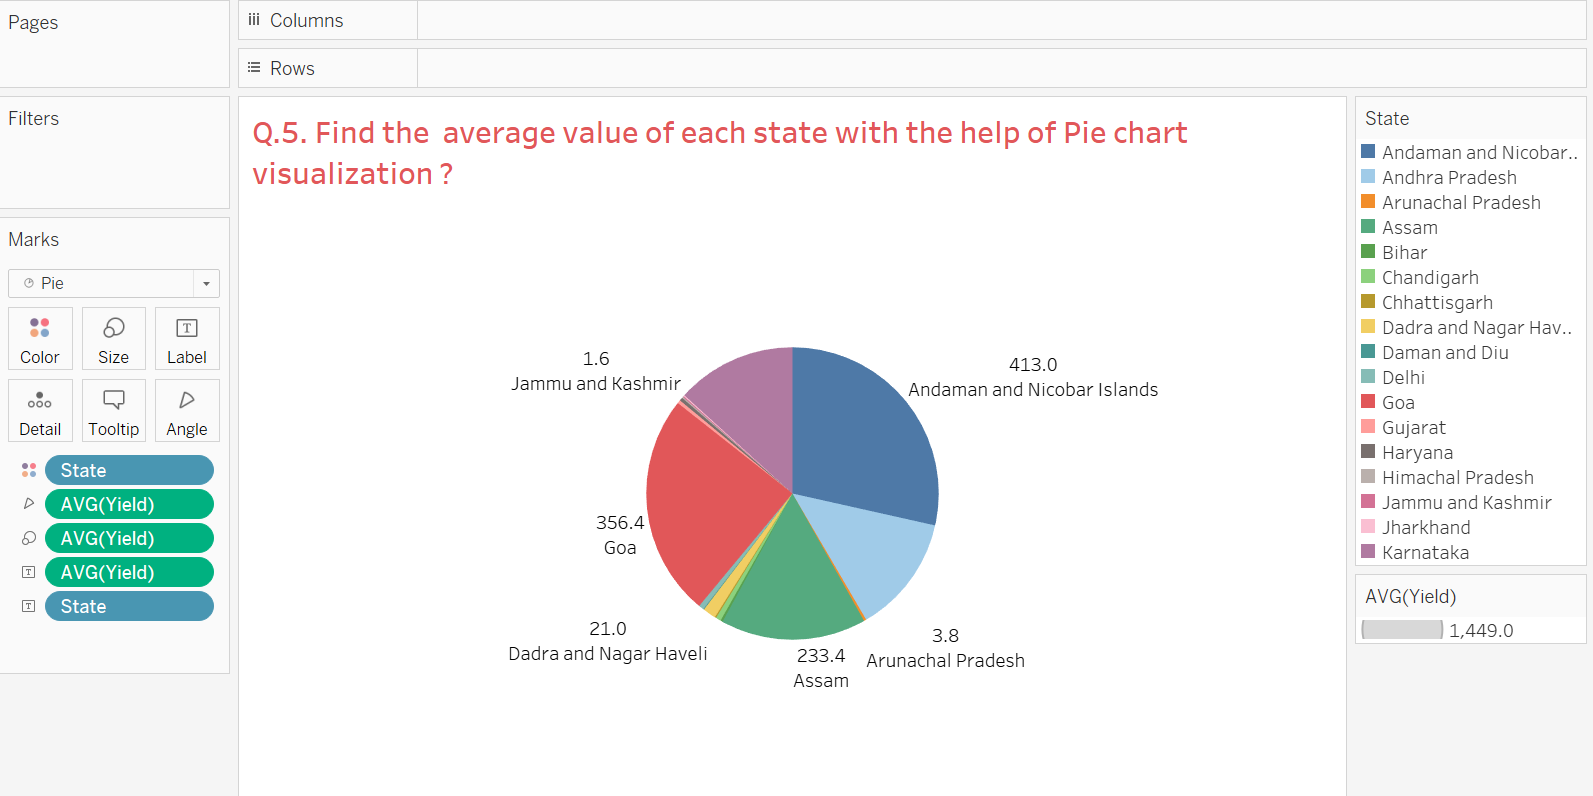 Pages
Columns
Rows
Filters
Marks
Pie
Color
Size
Label
Detail
Tooltip
Angle
State
AVG(Yield)
AVG(Yield)
AVG(Yield)
State
Q.5. Find the  average value of each state with the help of Pie chart
visualization ?
1.6
Jammu and Kashmir
413.0
Andaman and Nicobar Islands
356.4
Goa
21.0
Dadra and Nagar Haveli
233.4
Assam
3.8
Arunachal Pradesh
State
Andaman and Nicobar..
Andhra Pradesh
Arunachal Pradesh
Assam
Bihar
Chandigarh
Chhattisgarh
Dadra and Nagar Hav..
Daman and Diu
Delhi
Goa
Gujarat
Haryana
Himachal Pradesh
Jammu and Kashmir
Jharkhand
Karnataka
AVG(Yield)
1,449.0